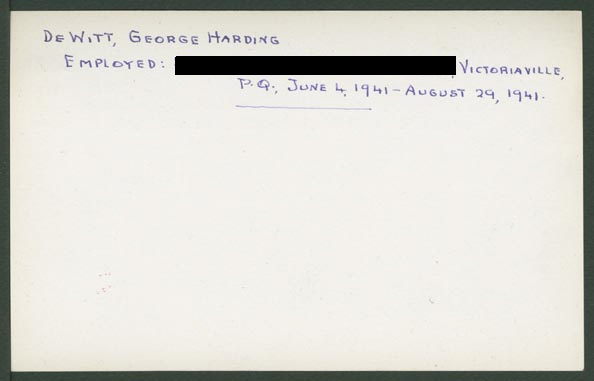 DeWitt, George Harding
Employed: Victoriaville,
P.Q., June 4, 1941 - August 29, 1941.